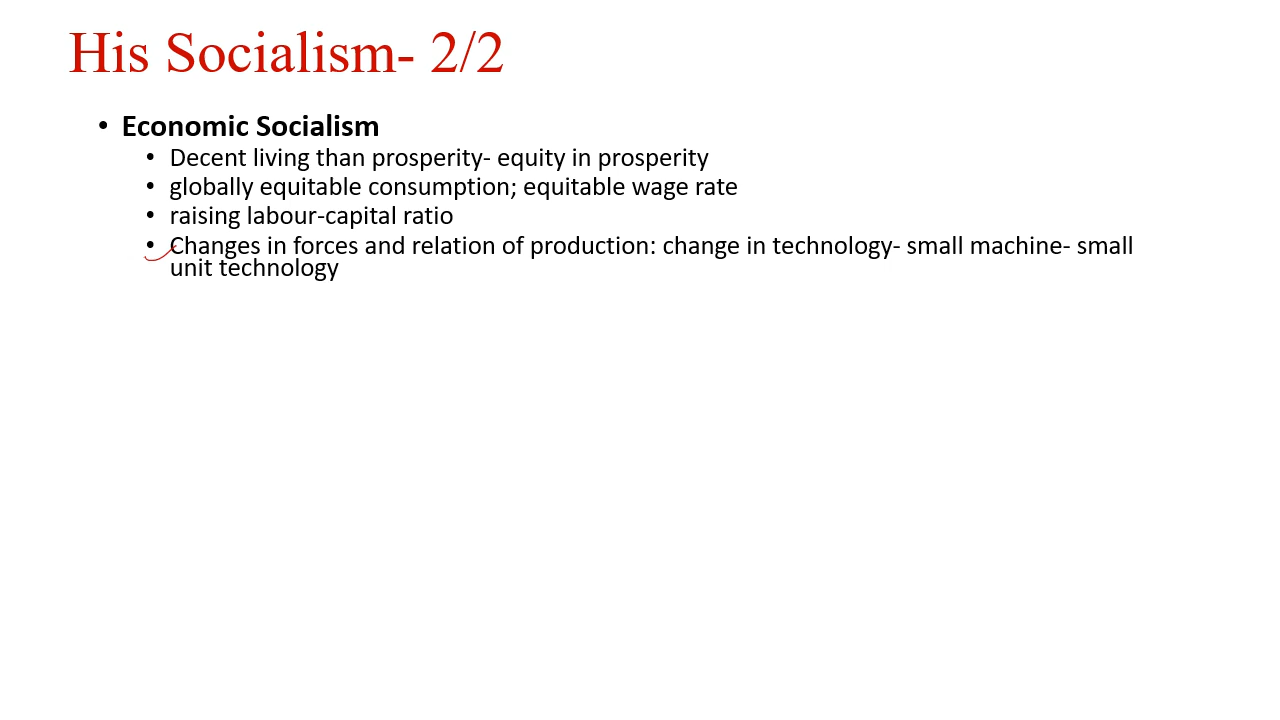 His Socialism- 2/2
• Economic Socialism
• Decent living than prosperity- equity in prosperity
• globally equitable consumption; equitable wage rate
• raising labour-capital ratio
• Changes in forces and relation of production: change in technology- small machine- small
unit technology